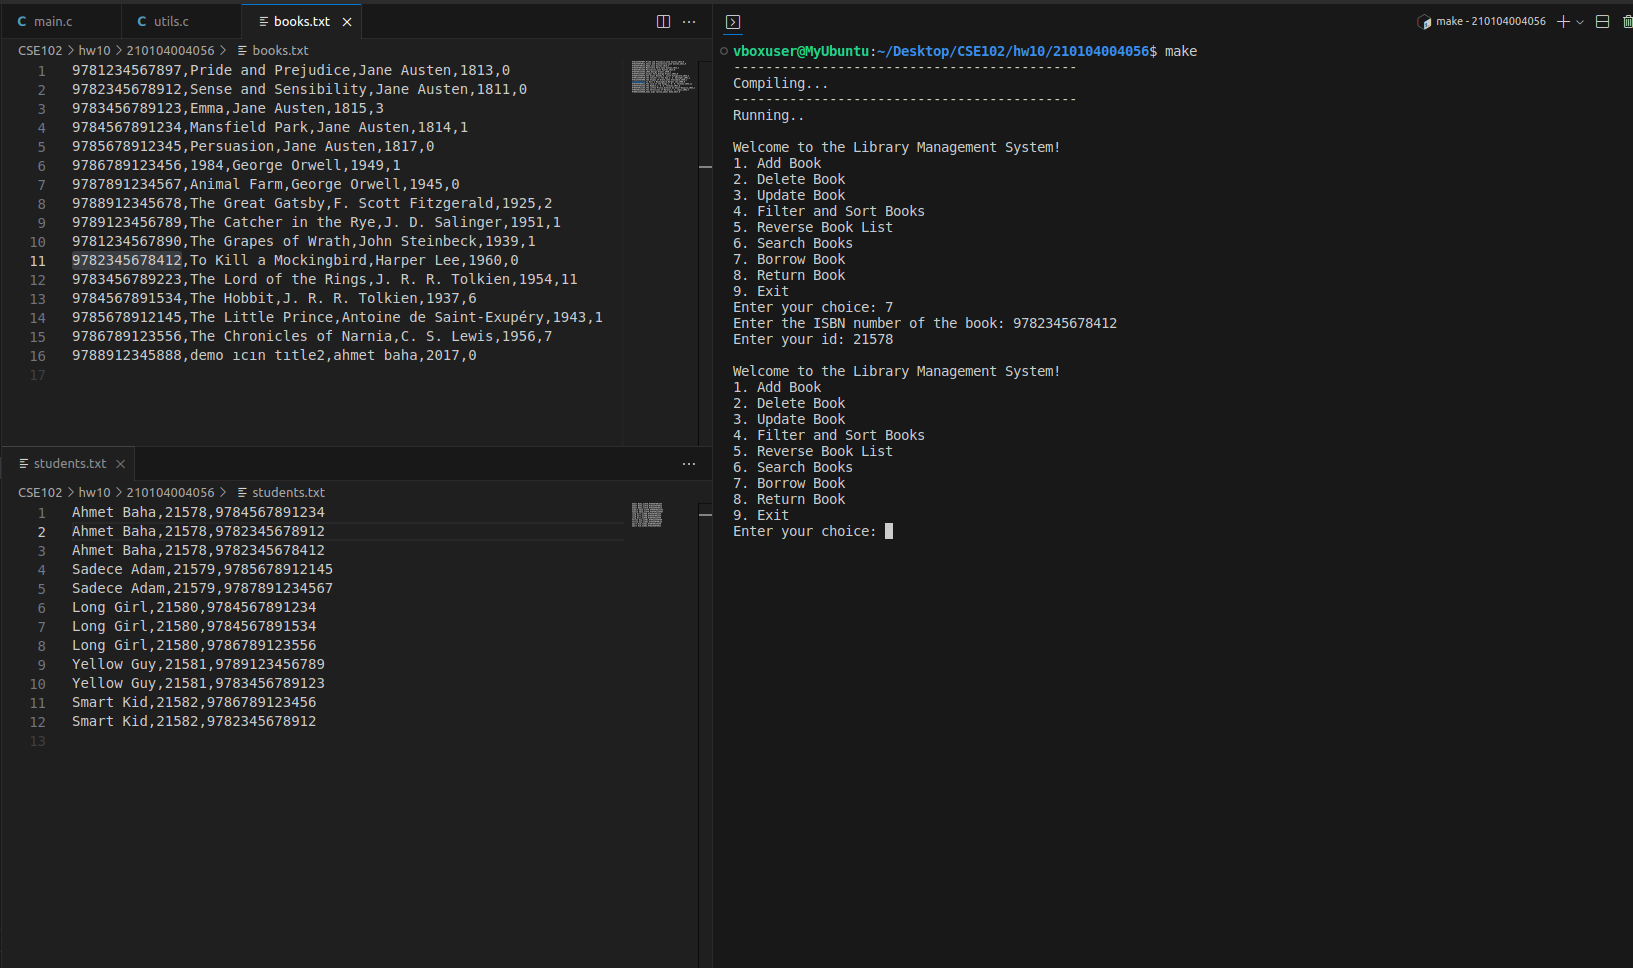 main.c
utils.c
books.txt
CSE102 > hw10 > 210104004056 > books.txt
1 9781234567897,Pride and Prejudice,Jane Austen,1813,0
2 9782345678912,Sense and Sensibility,Jane Austen,1811,0
3 9783456789123,Emma,Jane Austen,1815,3
4 9784567891234,Mansfield Park,Jane Austen,1814,1
5 9785678912345,Persuasion,Jane Austen,1817,0
6 9786789123456,1984,George Orwell,1949,1
7 9787891234567,Animal Farm,George Orwell,1945,0
8 9788912345678,The Great Gatsby,F. Scott Fitzgerald,1925,2
9 9789123456789,The Catcher in the Rye,J. D. Salinger,1951,1
10 9781234567890,The Grapes of Wrath,John Steinbeck,1939,1
11 9782345678412,To Kill a Mockingbird,Harper Lee,1960,0
12 9783456789223,The Lord of the Rings,J. R. R. Tolkien,1954,11
13 9784567891534,The Hobbit,J. R. R. Tolkien,1937,6
14 9785678912145,The Little Prince,Antoine de Saint-Exupéry,1943,1
15 9786789123556,The Chronicles of Narnia,C. S. Lewis,1956,7
16 9788912345888,demo ıcın tıtle2,ahmet baha,2017,0
17
students.txt
CSE102 > hw10 > 210104004056 > students.txt
1 Ahmet Baha,21578,9784567891234
2 Ahmet Baha,21578,9782345678912
3 Ahmet Baha,21578,9782345678412
4 Sadece Adam,21579,9785678912145
5 Sadece Adam,21579,9787891234567
6 Long Girl,21580,9784567891234
7 Long Girl,21580,9784567891534
8 Long Girl,21580,9786789123556
9 Yellow Guy,21581,9789123456789
10 Yellow Guy,21581,9783456789123
11 Smart Kid,21582,9786789123456
12 Smart Kid,21582,9782345678912
13
make - 210104004056
vboxuser@MyUbuntu:~/Desktop/CSE102/hw10/210104004056$ make
-------------------------------------------
Compiling...
-------------------------------------------
Running..
Welcome to the Library Management System!
1. Add Book
2. Delete Book
3. Update Book
4. Filter and Sort Books
5. Reverse Book List
6. Search Books
7. Borrow Book
8. Return Book
9. Exit
Enter your choice: 7
Enter the ISBN number of the book: 9782345678412
Enter your id: 21578
Welcome to the Library Management System!
1. Add Book
2. Delete Book
3. Update Book
4. Filter and Sort Books
5. Reverse Book List
6. Search Books
7. Borrow Book
8. Return Book
9. Exit
Enter your choice: